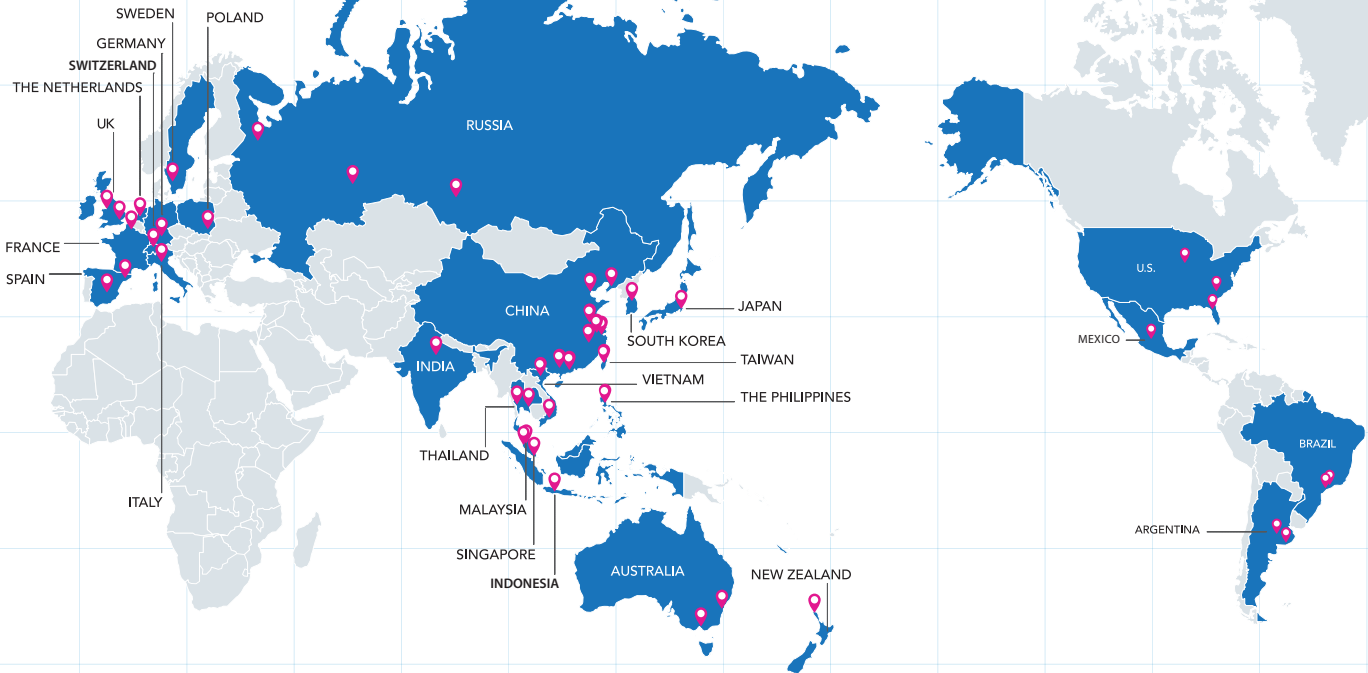 SWEDEN
POLAND
GERMANY
SWITZERLAND
THE NETHERLANDS
UK
RUSSIA
FRANCE
SPAIN
U.S.
CHINA
JAPAN
SOUTH KOREA
MEXICO
TAIWAN
INDIA
VIETNAM
THE PHILIPPINES
BRAZIL
THAILAND
ITALY
MALAYSIA
ARGENTINA
SINGAPORE
AUSTRALIA
NEW ZEALAND
INDONESIA